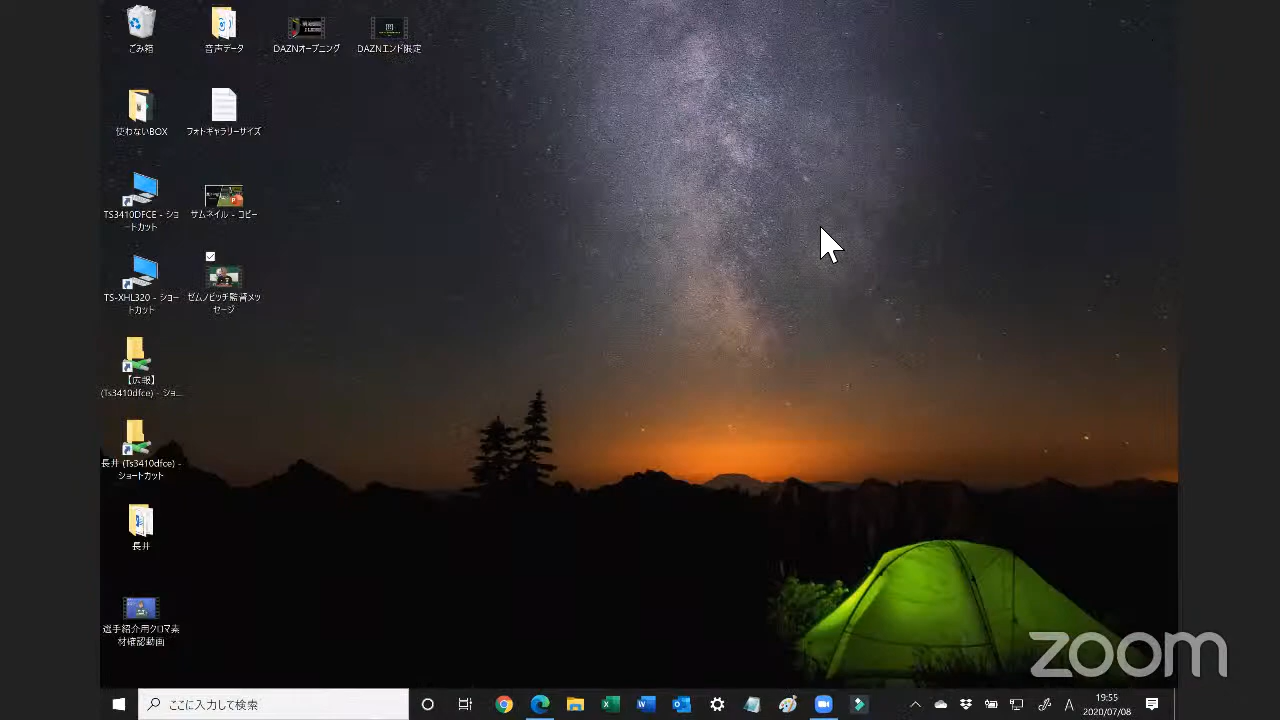 ごみ箱
音声データ
DAZNオープニング
DAZNエンド限定
使わないBOX
フォトギャラリーサイズ
TS3410DFCE - ショ
ートカット
サムネイル - コピー
TS-XHL320 - ショー
トカット
ゼムノビッチ監督メッ
セージ
【広報】
(Ts3410dfce) - ショ...
長井 (Ts3410dfce) -
ショートカット
長井
選手紹介用クロマ素
材確認動画
zoom
ここに入力して検索
A
19:55
2020/07/08